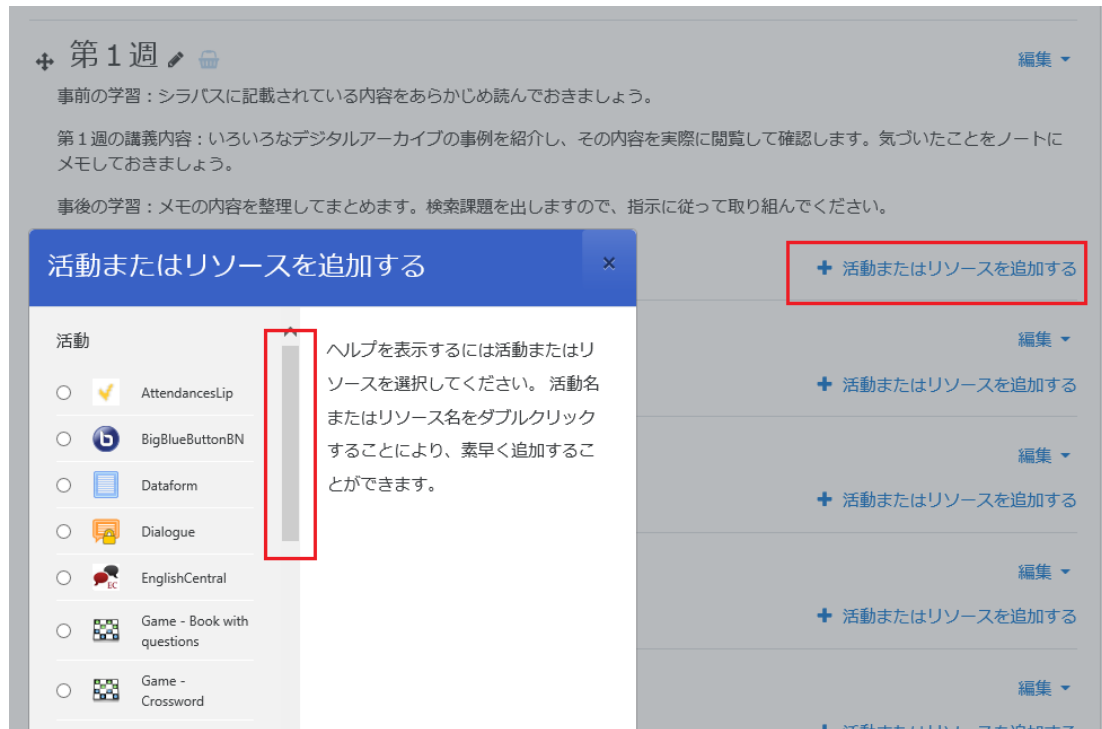 第１週
編集
事前の学習：シラバスに記載されている内容をあらかじめ読んでおきましょう。
第１週の講義内容：いろいろなデジタルアーカイブの事例を紹介し、その内容を実際に閲覧して確認します。気づいたことをノートに
メモしておきましょう。
事後の学習：メモの内容を整理してまとめます。検索課題を出しますので、指示に従って取り組んでください。
活動またはリソースを追加する
×
+ 活動またはリソースを追加する
活動
AttendancesLip
BigBlueButtonBN
Dataform
Dialogue
EC
EnglishCentral
Game - Book with
questions
Game -
Crossword
ヘルプを表示するには活動またはリ
ソースを選択してください。 活動名
またはリソース名をダブルクリック
することにより、素早く追加するこ
とができます。
編集
+ 活動またはリソースを追加する
編集
+ 活動またはリソースを追加する
編集
+ 活動またはリソースを追加する
編集
+ 活動またはリソースを追加する